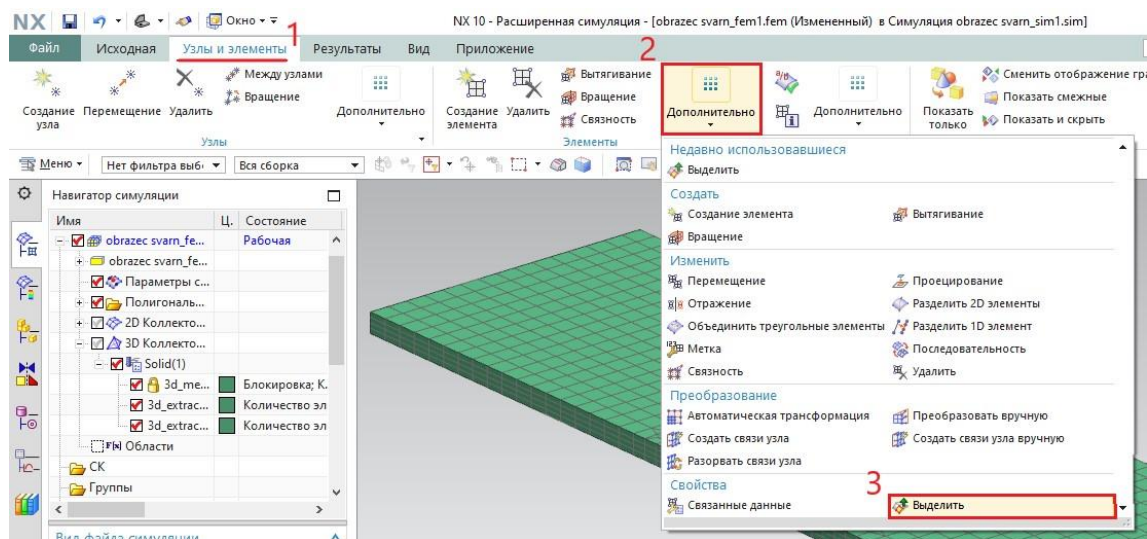 NX Окно NX 10 - Расширенная симуляция - [obrazec svarn_fem1.fem (Измененный) в Симуляция obrazec svarn_sim1.sim]
1
2
Файл Исходная Узлы и элементы Результаты Вид Приложение
Создание узла
Перемещение
Удалить
Между узлами
Вращение
Дополнительно
Узлы
Создание элемента
Удалить
Вытягивание
Вращение
Связность
Элементы
Дополнительно
Дополнительно
Показать только
Сменить отображение гра
Показать смежные
Показать и скрыть
Меню Нет фильтра выбо Вся сборка
Навигатор симуляции
Имя Ц. Состояние
obrazec svarn_fe... Рабочая
obrazec svarn_fe...
Параметры с...
Полигональ...
2D Коллекто...
3D Коллекто...
Solid(1)
3d_me... Блокировка; К.
3d_extrac... Количество эл
3d_extrac... Количество эл
Области
СК
Группы
Вид файла симуляции
Недавно использовавшиеся
Выделить
Создать
Создание элемента Вытягивание
Вращение
Изменить
Перемещение Проецирование
Отражение Разделить 2D элементы
Объединить треугольные элементы Разделить 1D элемент
Метка Последовательность
Связность Удалить
Преобразование
Автоматическая трансформация Преобразовать вручную
Создать связи узла Создать связи узла вручную
Разорвать связи узла
Свойства 3
Связанные данные Выделить